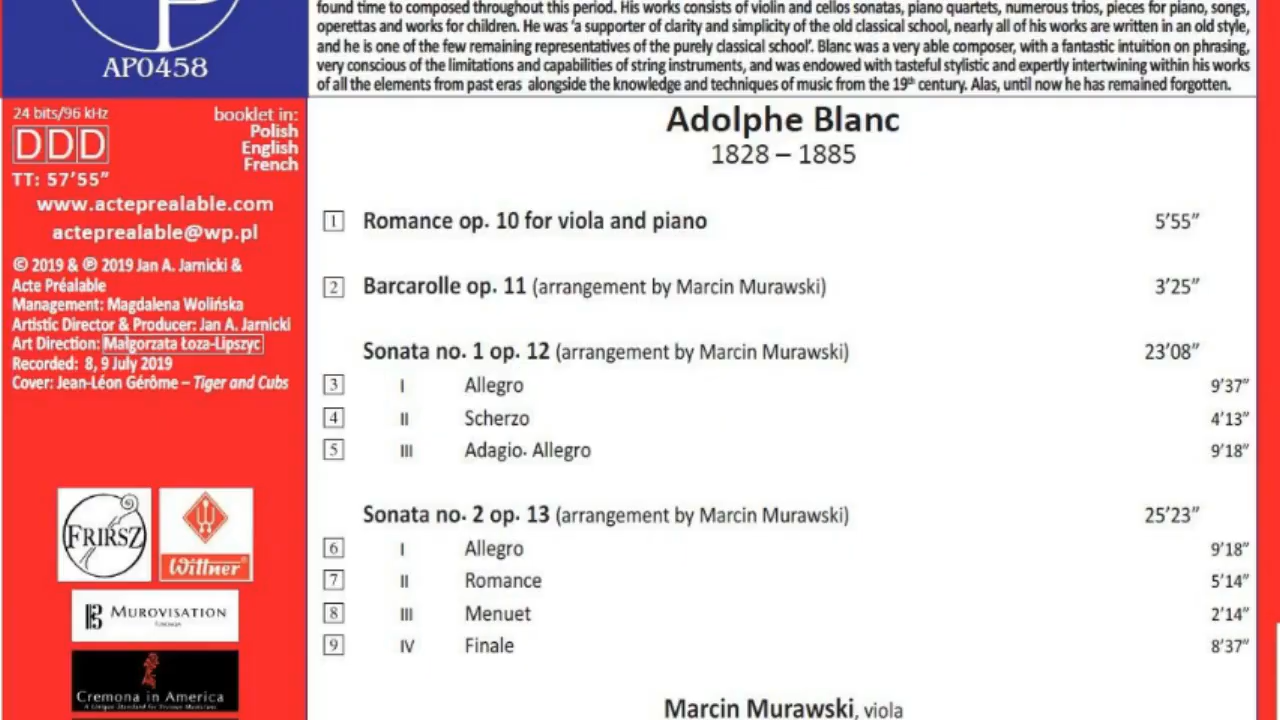 found time to composed throughout this period. His works consists of violin and cellos sonatas, piano quartets, numerous trios, pieces for piano, songs,
operettas and works for children. He was 'a supporter of clarity and simplicity of the old classical school, nearly all of his works are written in an old style,
and he is one of the few remaining representatives of the purely classical school'. Blanc was a very able composer, with a fantastic intuition on phrasing,
very conscious of the limitations and capabilities of string instruments, and was endowed with tasteful stylistic and expertly intertwining within his works
of all the elements from past eras alongside the knowledge and techniques of music from the 19th century. Alas, until now he has remained forgotten.
AP0458
24 bits/96 kHz
DDD
TT: 57'55"
booklet in:
Polish
English
French
www.acteprealable.com
acteprealable@wp.pl
© 2019 & ℗ 2019 Jan A. Jarnicki &
Acte Préalable
Management: Magdalena Wolińska
Artistic Director & Producer: Jan A. Jarnicki
Art Direction: Małgorzata Łoza-Lipszyc
Recorded: 8, 9 July 2019
Cover: Jean-Léon Gérôme – Tiger and Cubs
FRIRSZ
Wittner®
MUROVISATION
Cremona in America
Adolphe Blanc
1828 – 1885
1 Romance op. 10 for viola and piano 5'55"
2 Barcarolle op. 11 (arrangement by Marcin Murawski) 3'25"
Sonata no. 1 op. 12 (arrangement by Marcin Murawski) 23'08"
3 I Allegro 9'37"
4 II Scherzo 4'13"
5 III Adagio. Allegro 9'18"
Sonata no. 2 op. 13 (arrangement by Marcin Murawski) 25'23"
6 I Allegro 9'18"
7 II Romance 5'14"
8 III Menuet 2'14"
9 IV Finale 8'37"
Marcin Murawski, viola